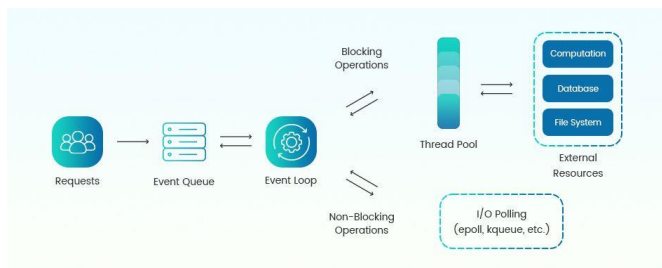 Requests
Event Queue
Event Loop
Blocking
Operations
Thread Pool
Computation
Database
File System
External
Resources
Non-Blocking
Operations
I/O Polling
(epoll, kqueue, etc.)